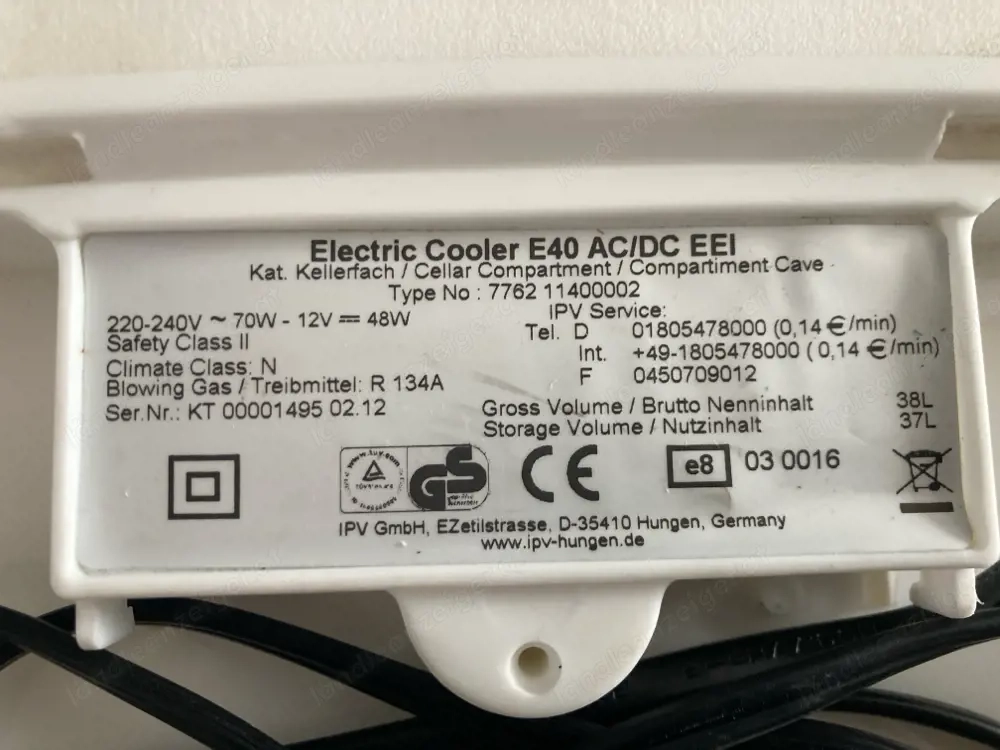 Electric Cooler E40 AC/DC EEI
Kat. Kellerfach / Cellar Compartment / Compartiment Cave
Type No : 7762 11400002
220-240V ~ 70W - 12V ⎓ 48W
Safety Class II
Climate Class: N
Blowing Gas / Treibmittel: R 134A
Ser.Nr.: KT 00001495 02.12
IPV Service:
Tel. D 01805478000 (0,14 €/min)
Int. +49-1805478000 ( 0,14 €/min)
F 0450709012
Gross Volume / Brutto Nenninhalt 38L
Storage Volume / Nutzinhalt 37L
GS
CE
e8 03 0016
IPV GmbH, EZetilstrasse, D-35410 Hungen, Germany
www.ipv-hungen.de